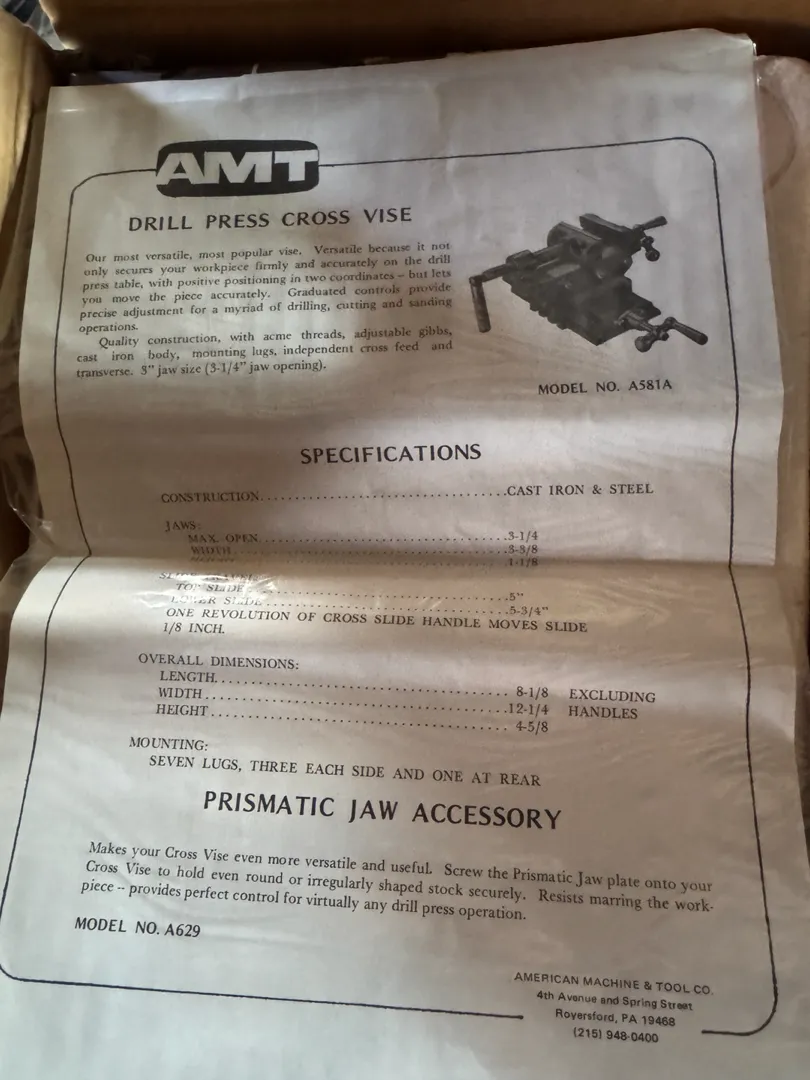 AMT
DRILL PRESS CROSS VISE
Our most versatile, most popular vise. Versatile because it not
only secures your workpiece firmly and accurately on the drill
press table, with positive positioning in two coordinates – but lets
you move the piece accurately. Graduated controls provide
precise adjustment for a myriad of drilling, cutting and sanding
operations.
Quality construction, with acme threads, adjustable gibbs,
cast iron body, mounting lugs, independent cross feed and
transverse. 3" jaw size (3-1/4" jaw opening).
MODEL NO. A581A
SPECIFICATIONS
CONSTRUCTION..............................CAST IRON & STEEL
JAWS:
MAX. OPEN..............................3-1/4
WIDTH..............................3-3/8
1-1/8
TOP SLIDE..............................5"
LOWER SLIDE..............................5-3/4"
ONE REVOLUTION OF CROSS SLIDE HANDLE MOVES SLIDE
1/8 INCH.
OVERALL DIMENSIONS:
LENGTH..............................8-1/8 EXCLUDING
WIDTH..............................12-1/4 HANDLES
HEIGHT..............................4-5/8
MOUNTING:
SEVEN LUGS, THREE EACH SIDE AND ONE AT REAR
PRISMATIC JAW ACCESSORY
Makes your Cross Vise even more versatile and useful. Screw the Prismatic Jaw plate onto your
Cross Vise to hold even round or irregularly shaped stock securely. Resists marring the work-
piece -- provides perfect control for virtually any drill press operation.
MODEL NO. A629
AMERICAN MACHINE & TOOL CO.
4th Avenue and Spring Street
Royersford, PA 19468
(215) 948-0400